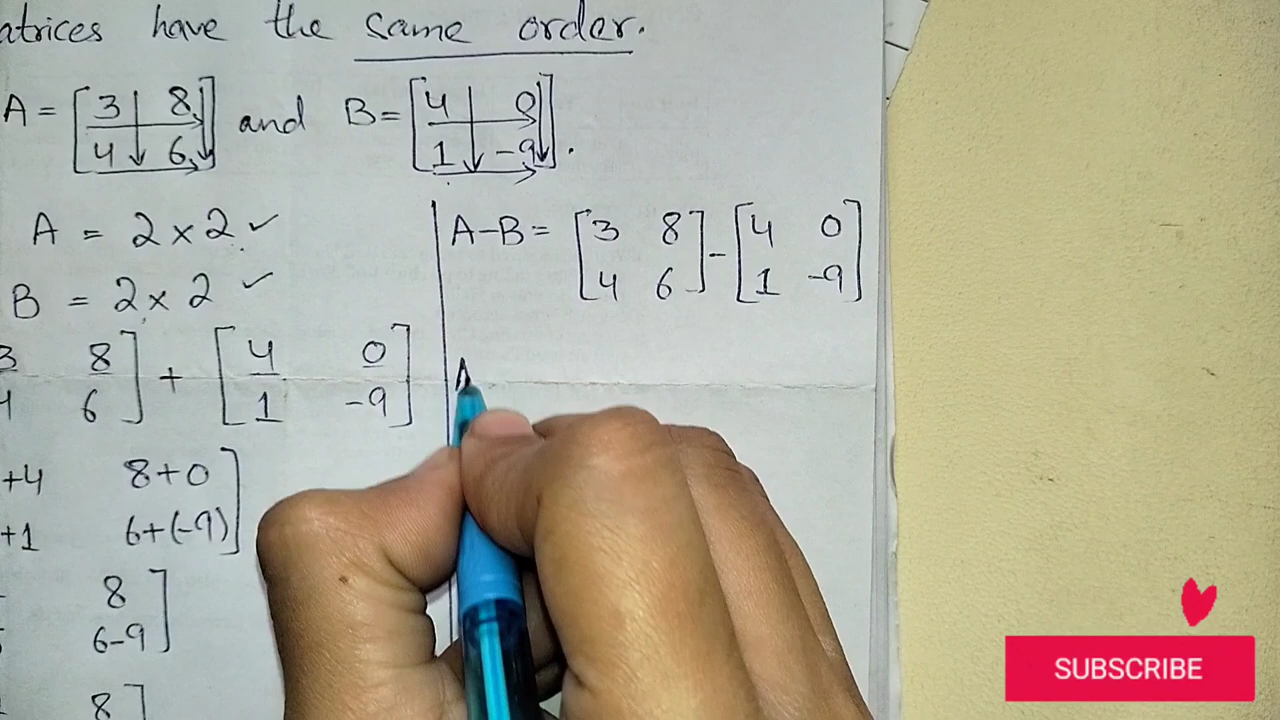 atrices have the same order.
A = [3 8 4 6] and B = [4 0 1 -9].
A = 2 × 2 ✓
B = 2 × 2 ✓
3 8 4 6] + [4 0 1 -9]
+4 8+0
+1 6+(-9)]
8
6-9]
8]
A-B = [3 8 4 6] - [4 0 1 -9]
A
SUBSCRIBE